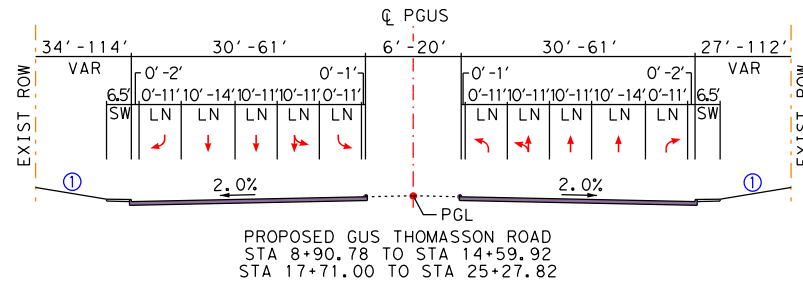 ℄ PGUS
34'-114' 30'-61' 6'-20' 30'-61' 27'-112'
VAR 0'-2' 0'-1' 0'-1' 0'-2' VAR
6.5' 0'-11' 10'-14' 10'-11' 10'-11' 0'-11' 0'-11' 10'-11' 10'-11' 10'-14' 0'-11' 6.5'
SW LN LN LN LN LN LN LN LN LN LN SW
EXIST ROW
EXIST ROW
1 2.0% 2.0% 1
PGL
PROPOSED GUS THOMASSON ROAD
STA 8+90.78 TO STA 14+59.92
STA 17+71.00 TO STA 25+27.82